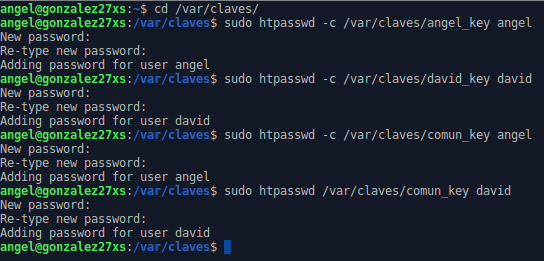 angel@gonzalez27xs:~$ cd /var/claves/
angel@gonzalez27xs:/var/claves$ sudo htpasswd -c /var/claves/angel_key angel
New password:
Re-type new password:
Adding password for user angel
angel@gonzalez27xs:/var/claves$ sudo htpasswd -c /var/claves/david_key david
New password:
Re-type new password:
Adding password for user david
angel@gonzalez27xs:/var/claves$ sudo htpasswd -c /var/claves/comun_key angel
New password:
Re-type new password:
Adding password for user angel
angel@gonzalez27xs:/var/claves$ sudo htpasswd /var/claves/comun_key david
New password:
Re-type new password:
Adding password for user david
angel@gonzalez27xs:/var/claves$